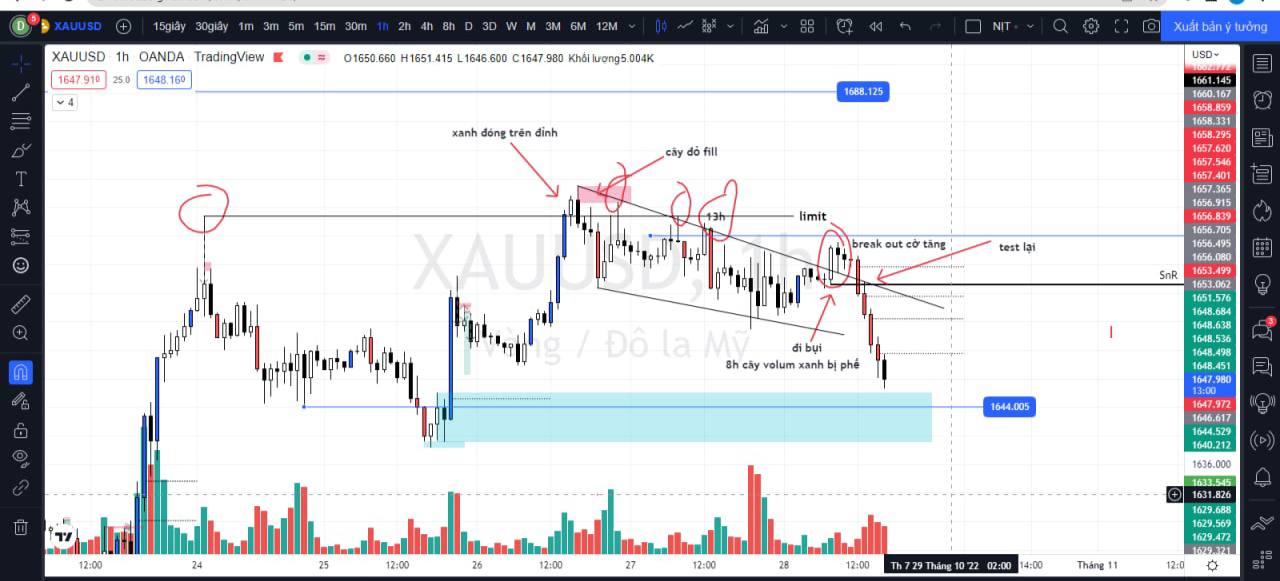 D 5 XAUUSD 15giây 30giây 1m 3m 5m 15m 30m 1h 2h 4h 8h D 3D W M 3M 6M 12M NIT Xuất bản ý tưởng
XAUUSD 1h OANDA TradingView O1650.660 H1651.415 L1646.600 C1647.980 Khối lượng5.004K
1647.910 25.0 1648.160
4
1688.125
xanh đóng trên đỉnh
cây đỏ fill
13h
limit
break out cờ tăng
test lại
SnR
XAUUSD, 1h
Vàng / Đô la Mỹ
đi bụi
8h cây volum xanh bị phế
1644.005
USD
1662.772
1661.145
1660.167
1658.859
1658.331
1658.295
1657.620
1657.546
1657.401
1657.365
1656.915
1656.839
1656.705
1656.495
1656.080
1653.499
1653.062
1651.576
1648.684
1648.638
1648.536
1648.498
1648.451
1647.980
13:00
1647.972
1646.617
1644.529
1640.212
1636.000
1633.545
1631.826
1629.688
1629.569
1629.472
1629.321
3
12:00 24 12:00 25 12:00 26 12:00 27 12:00 28 12:00 Th 7 29 Tháng 10 '22 02:00 14:00 Tháng 11 12:0